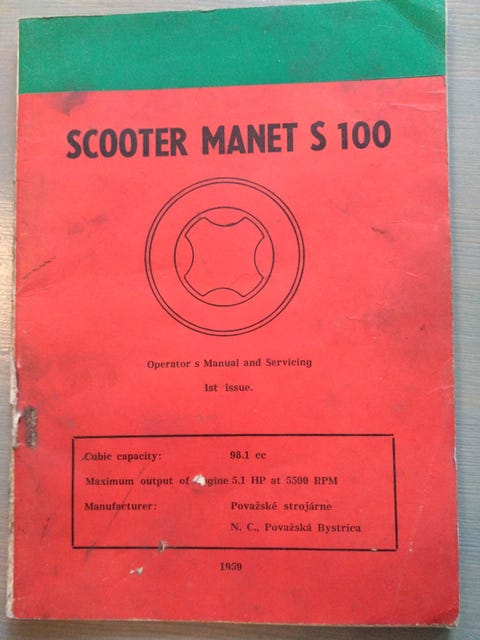 SCOOTER MANET S 100
Operator s Manual and Servicing
1st issue.
Cubic capacity: 98.1 cc
Maximum output of gine 5.1 HP at 5500 RPM
Manufacturer: Považské strojárne
N. C., Považská Bystrica
1959